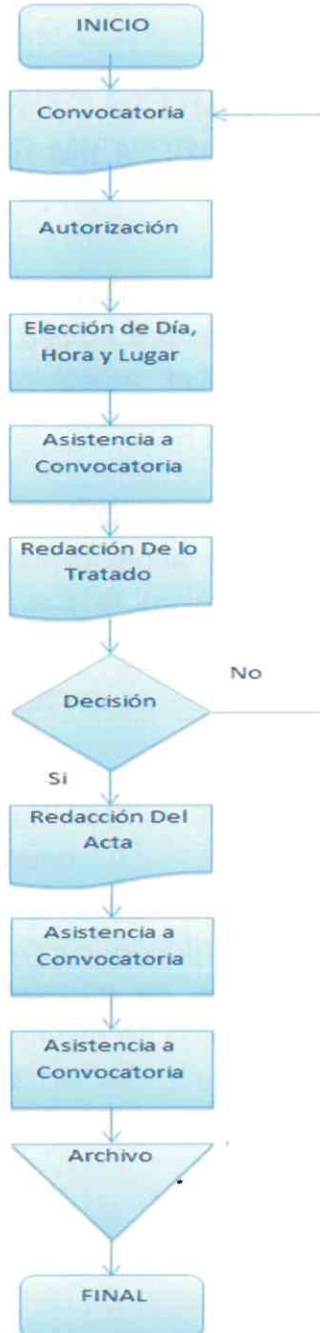 INICIO
Convocatoria
Autorización
Elección de Día,
Hora y Lugar
Asistencia a
Convocatoria
Redacción De lo
Tratado
No
Decisión
Si
Redacción Del
Acta
Asistencia a
Convocatoria
Asistencia a
Convocatoria
Archivo
FINAL